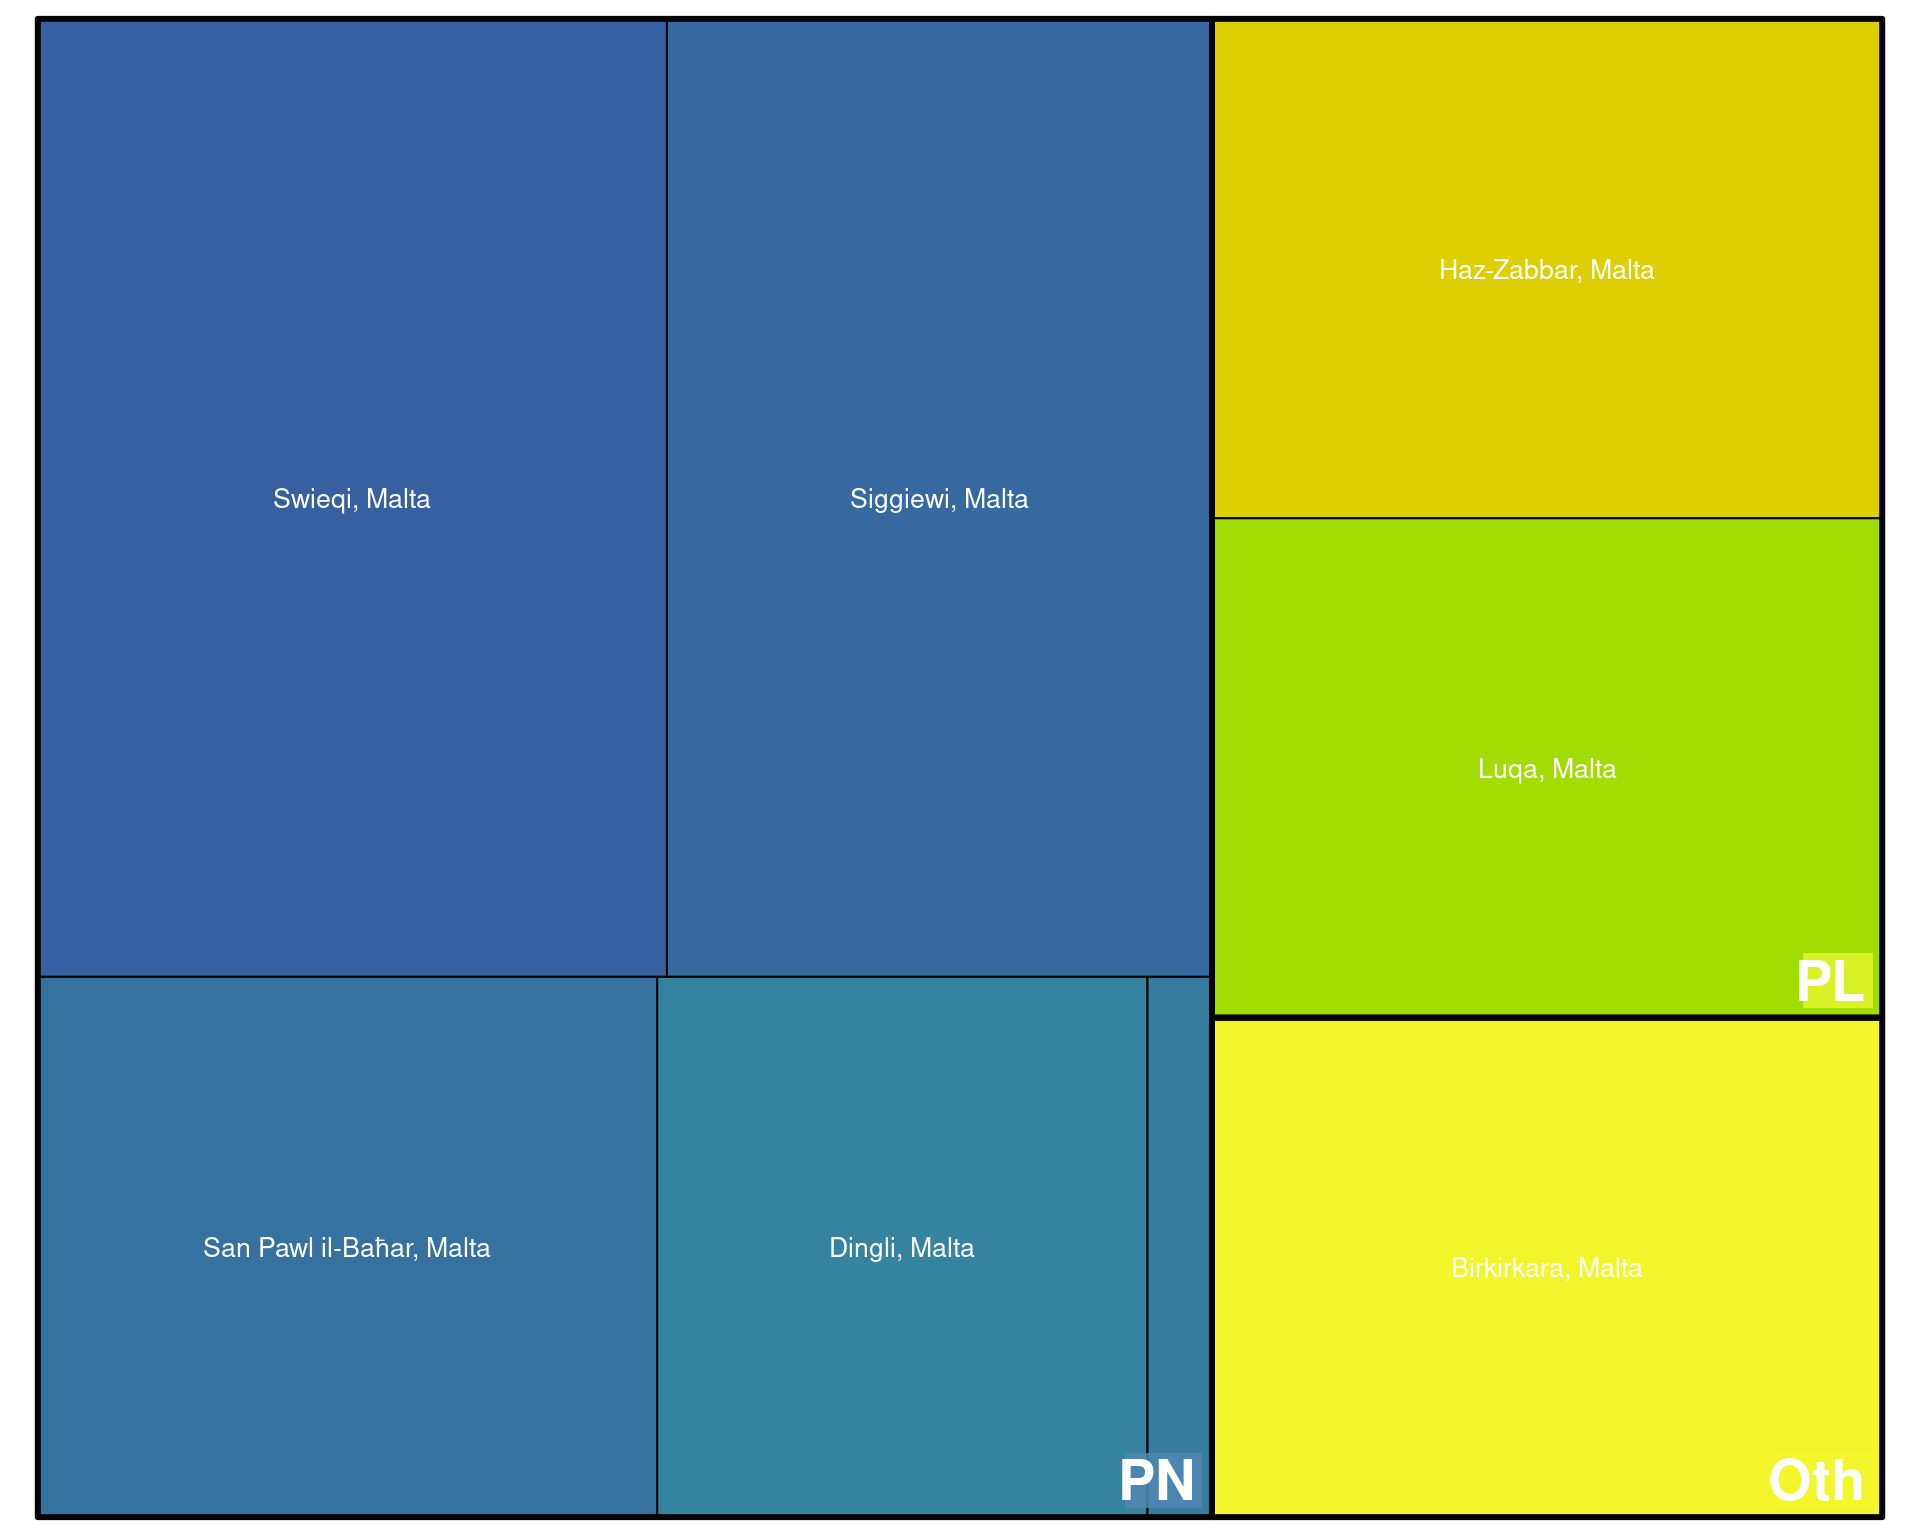 Swieqi, Malta
Siggiewi, Malta
Haz-Zabbar, Malta
Luqa, Malta
PL
San Pawl il-Baħar, Malta
Dingli, Malta
PN
Birkirkara, Malta
Oth